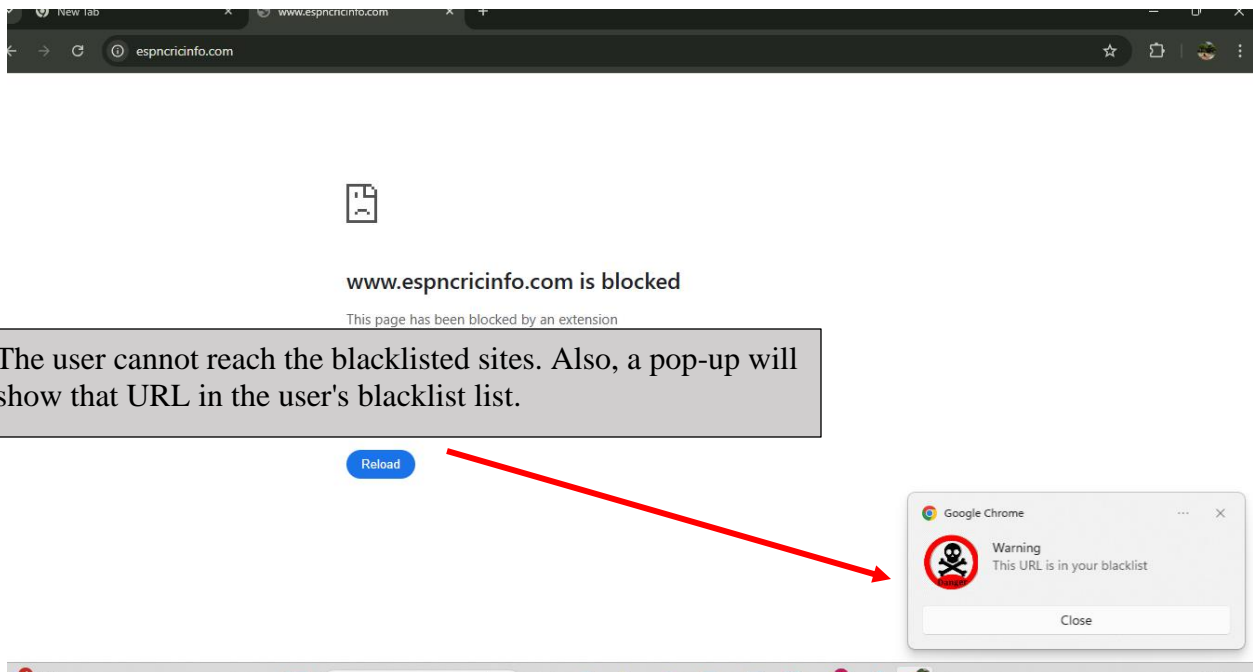 New Tab
www.espncricinfo.com
espncricinfo.com
www.espncricinfo.com is blocked
This page has been blocked by an extension
The user cannot reach the blacklisted sites. Also, a pop-up will
show that URL in the user's blacklist list.
Reload
Google Chrome
Warning
This URL is in your blacklist
Danger
Close